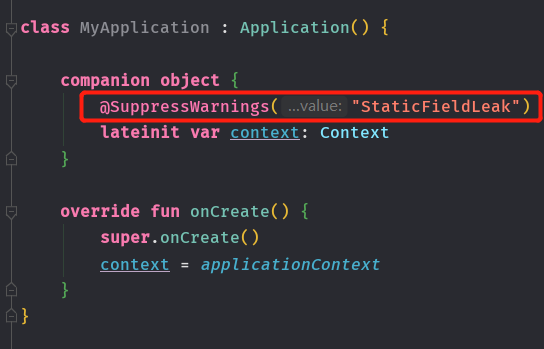 class MyApplication : Application() {
companion object {
@SuppressWarnings( ...value: "StaticFieldLeak")
lateinit var context: Context
}
override fun onCreate() {
super.onCreate()
context = applicationContext
}
}